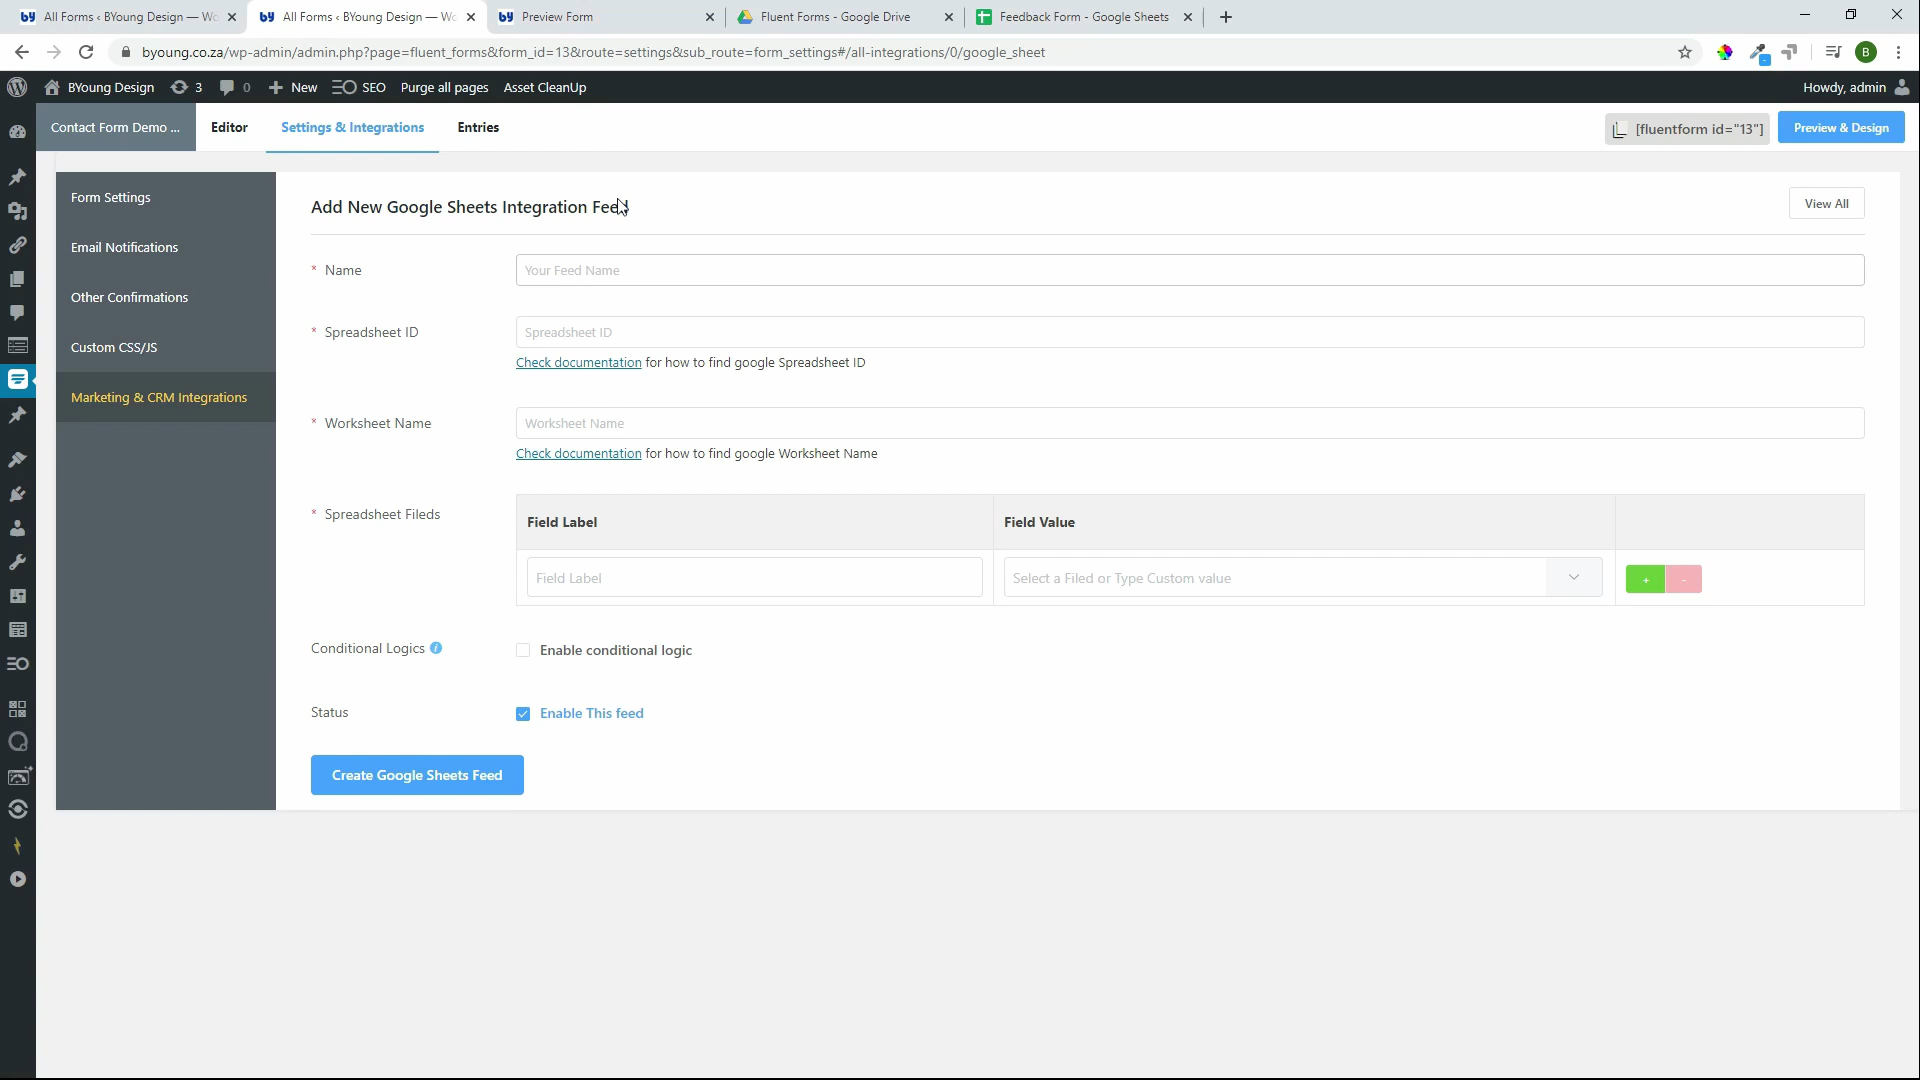 by All Forms ‹ BYoung Design — Wo
by All Forms ‹ BYoung Design — Wo
by Preview Form
Fluent Forms - Google Drive
Feedback Form - Google Sheets
byoung.co.za/wp-admin/admin.php?page=fluent_forms&form_id=13&route=settings&sub_route=form_settings#/all-integrations/0/google_sheet
B
BYoung Design 3 0 New SEO Purge all pages Asset CleanUp
Howdy, admin
Contact Form Demo ...
Editor
Settings & Integrations
Entries
[fluentform id="13"]
Preview & Design
Form Settings
Email Notifications
Other Confirmations
Custom CSS/JS
Marketing & CRM Integrations
Add New Google Sheets Integration Feed
View All
* Name
Your Feed Name
* Spreadsheet ID
Spreadsheet ID
Check documentation for how to find google Spreadsheet ID
* Worksheet Name
Worksheet Name
Check documentation for how to find google Worksheet Name
* Spreadsheet Fileds
Field Label
Field Value
Field Label
Select a Filed or Type Custom value
+ -
Conditional Logics i
Enable conditional logic
Status
Enable This feed
Create Google Sheets Feed